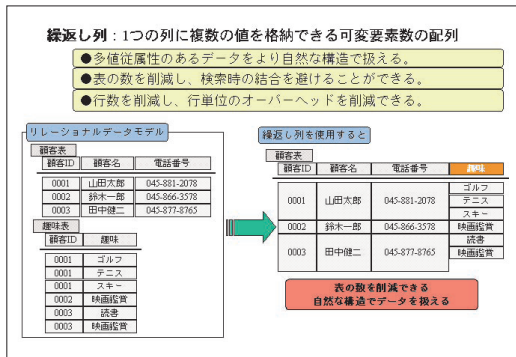 繰返し列：1つの列に複数の値を格納できる可変要素数の配列
●多値従属性のあるデータをより自然な構造で扱える。
●表の数を削減し、検索時の結合を避けることができる。
●行数を削減し、行単位のオーバーヘッドを削減できる。
リレーショナルデータモデル
顧客表
顧客ID 顧客名 電話番号
0001 山田太郎 045-881-2078
0002 鈴木一郎 045-866-3578
0003 田中健二 045-877-8765
趣味表
顧客ID 趣味
0001 ゴルフ
0001 テニス
0001 スキー
0002 映画鑑賞
0003 読書
0003 映画鑑賞
繰返し列を使用すると
顧客表
顧客ID 顧客名 電話番号 趣味
0001 山田太郎 045-881-2078 ゴルフ
テニス
スキー
0002 鈴木一郎 045-866-3578 映画鑑賞
0003 田中健二 045-877-8765 読書
映画鑑賞
表の数を削減できる
自然な構造でデータを扱える